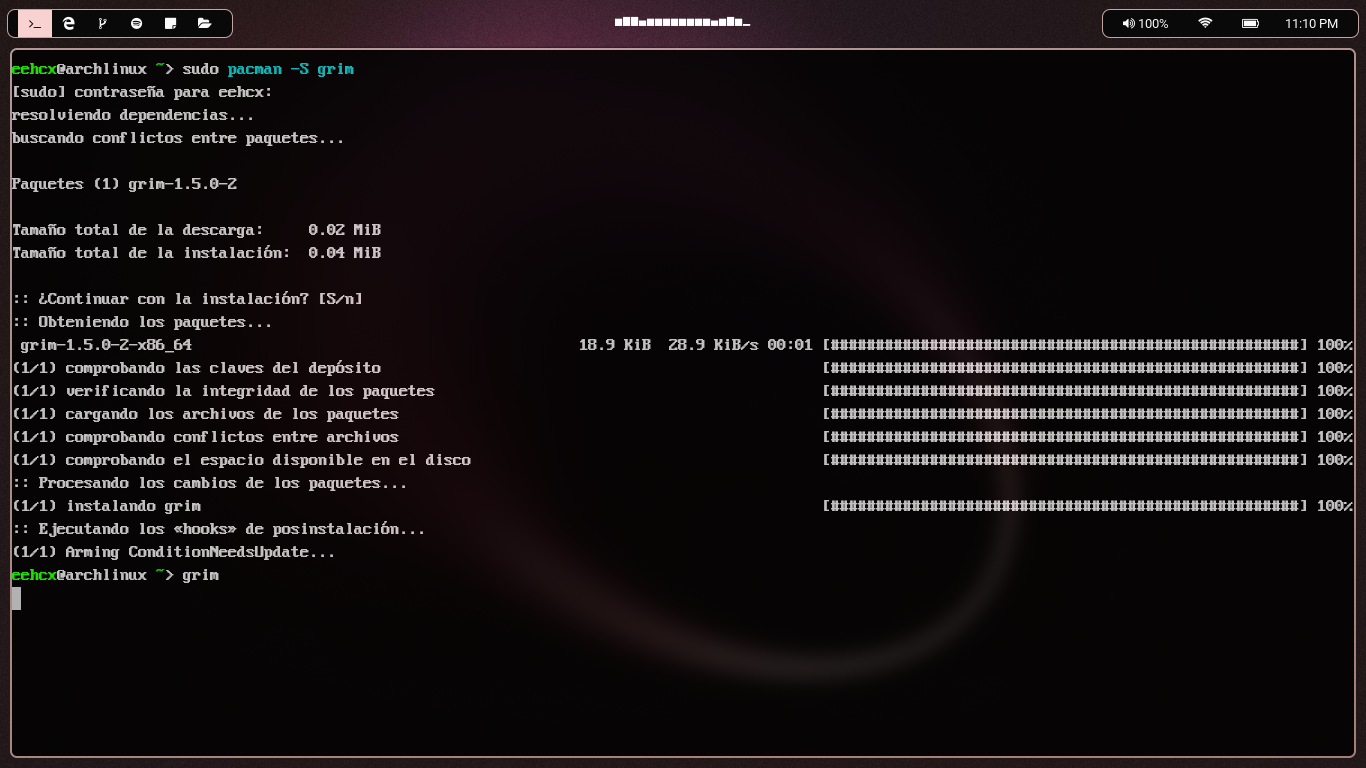 100%
11:10 PM
eehcx@archlinux ~> sudo pacman -S grim
[sudo] contraseña para eehcx:
resolviendo dependencias...
buscando conflictos entre paquetes...
Paquetes (1) grim-1.5.0-2
Tamaño total de la descarga: 0.02 MiB
Tamaño total de la instalación: 0.04 MiB
:: ¿Continuar con la instalación? [S/n]
:: Obteniendo los paquetes...
grim-1.5.0-2-x86_64 18.9 KiB 28.9 KiB/s 00:01 [####################################################] 100%
(1/1) comprobando las claves del depósito [####################################################] 100%
(1/1) verificando la integridad de los paquetes [####################################################] 100%
(1/1) cargando los archivos de los paquetes [####################################################] 100%
(1/1) comprobando conflictos entre archivos [####################################################] 100%
(1/1) comprobando el espacio disponible en el disco [####################################################] 100%
:: Procesando los cambios de los paquetes...
(1/1) instalando grim [####################################################] 100%
:: Ejecutando los «hooks» de posinstalación...
(1/1) Arming ConditionNeedsUpdate...
eehcx@archlinux ~> grim